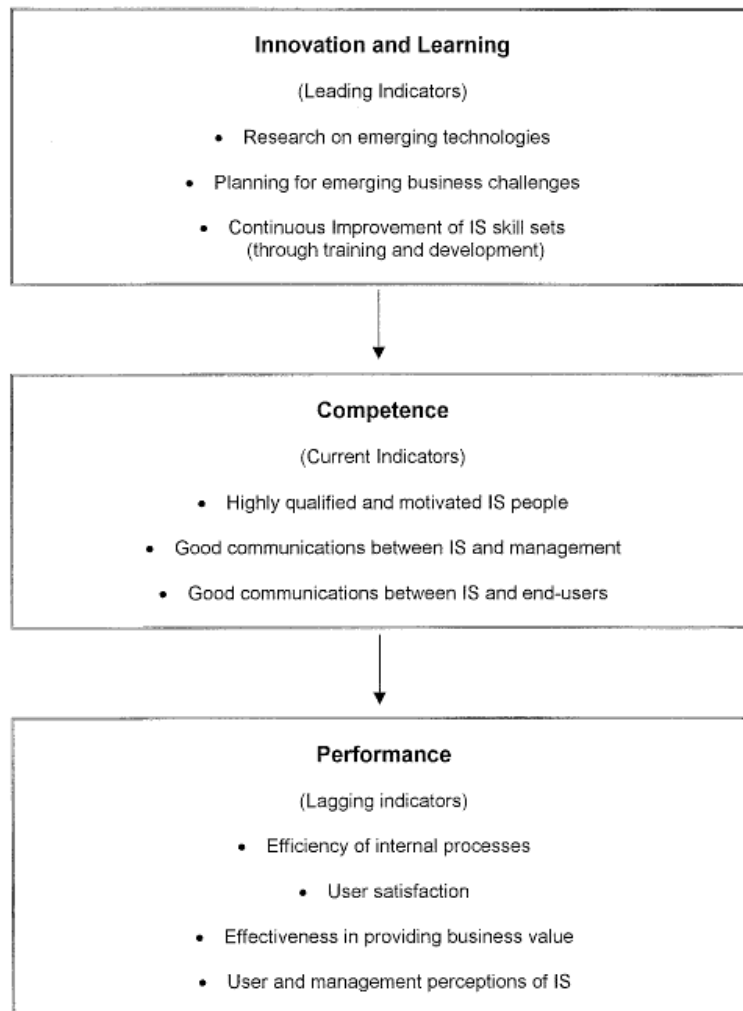 Innovation and Learning
(Leading Indicators)
• Research on emerging technologies
• Planning for emerging business challenges
• Continuous Improvement of IS skill sets
(through training and development)
Competence
(Current Indicators)
• Highly qualified and motivated IS people
• Good communications between IS and management
• Good communications between IS and end-users
Performance
(Lagging indicators)
• Efficiency of internal processes
• User satisfaction
• Effectiveness in providing business value
• User and management perceptions of IS